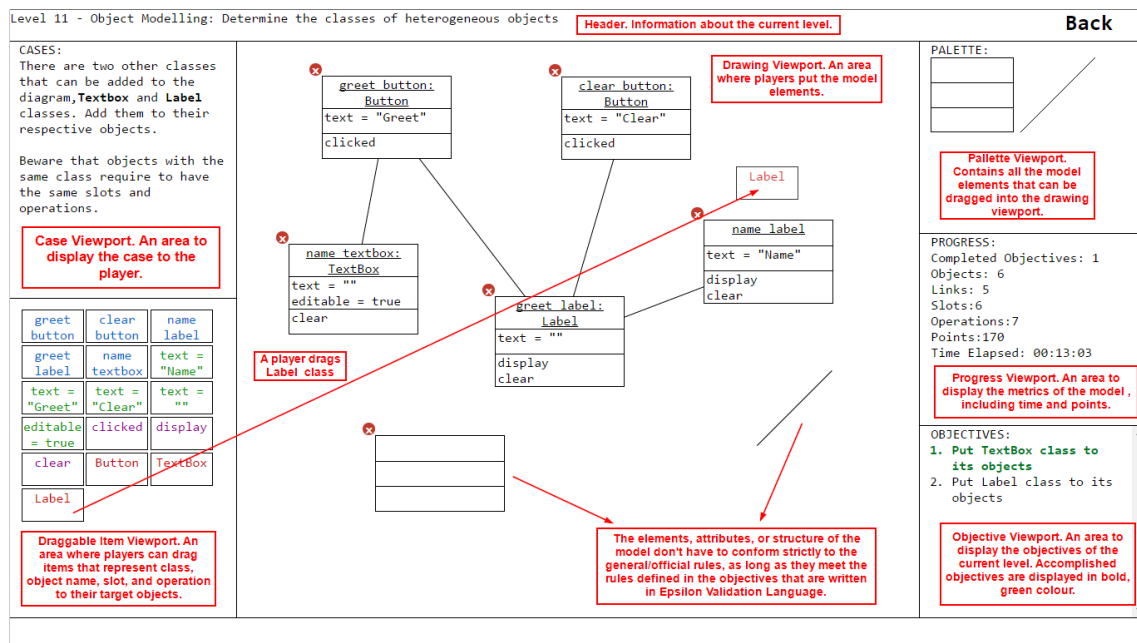 Level 11 - Object Modelling: Determine the classes of heterogeneous objects
Header. Information about the current level.
Back
CASES:
There are two other classes
that can be added to the
diagram,Textbox and Label
classes. Add them to their
respective objects.
Beware that objects with the
same class require to have
the same slots and
operations.
Case Viewport. An area to
display the case to the
player.
greet
button
clear
button
name
label
greet
label
name
textbox
text =
"Name"
text =
"Greet"
text =
"Clear"
text =
""
editable
= true
clicked
display
clear
Button
TextBox
Label
Draggable Item Viewport. An
area where players can drag
items that represent class,
object name, slot, and operation
to their target objects.
x
greet button:
Button
text = "Greet"
clicked
x
clear button:
Button
text = "Clear"
clicked
Drawing Viewport. An area
where players put the model
elements.
Label
x
name textbox:
TextBox
text = ""
editable = true
clear
x
name label
text = "Name"
display
clear
x
greet label:
Label
text = ""
display
clear
A player drags
Label class
x
The elements, attributes, or structure of the
model don't have to conform strictly to the
general/official rules, as long as they meet the
rules defined in the objectives that are written
in Epsilon Validation Language.
PALETTE:
Pallette Viewport.
Contains all the model
elements that can be
dragged into the drawing
viewport.
PROGRESS:
Completed Objectives: 1
Objects: 6
Links: 5
Slots:6
Operations:7
Points:170
Time Elapsed: 00:13:03
Progress Viewport. An area to
display the metrics of the model ,
including time and points.
OBJECTIVES:
1. Put TextBox class to
its objects
2. Put Label class to its
objects
Objective Viewport. An area to
display the objectives of the
current level. Accomplished
objectives are displayed in bold,
green colour.